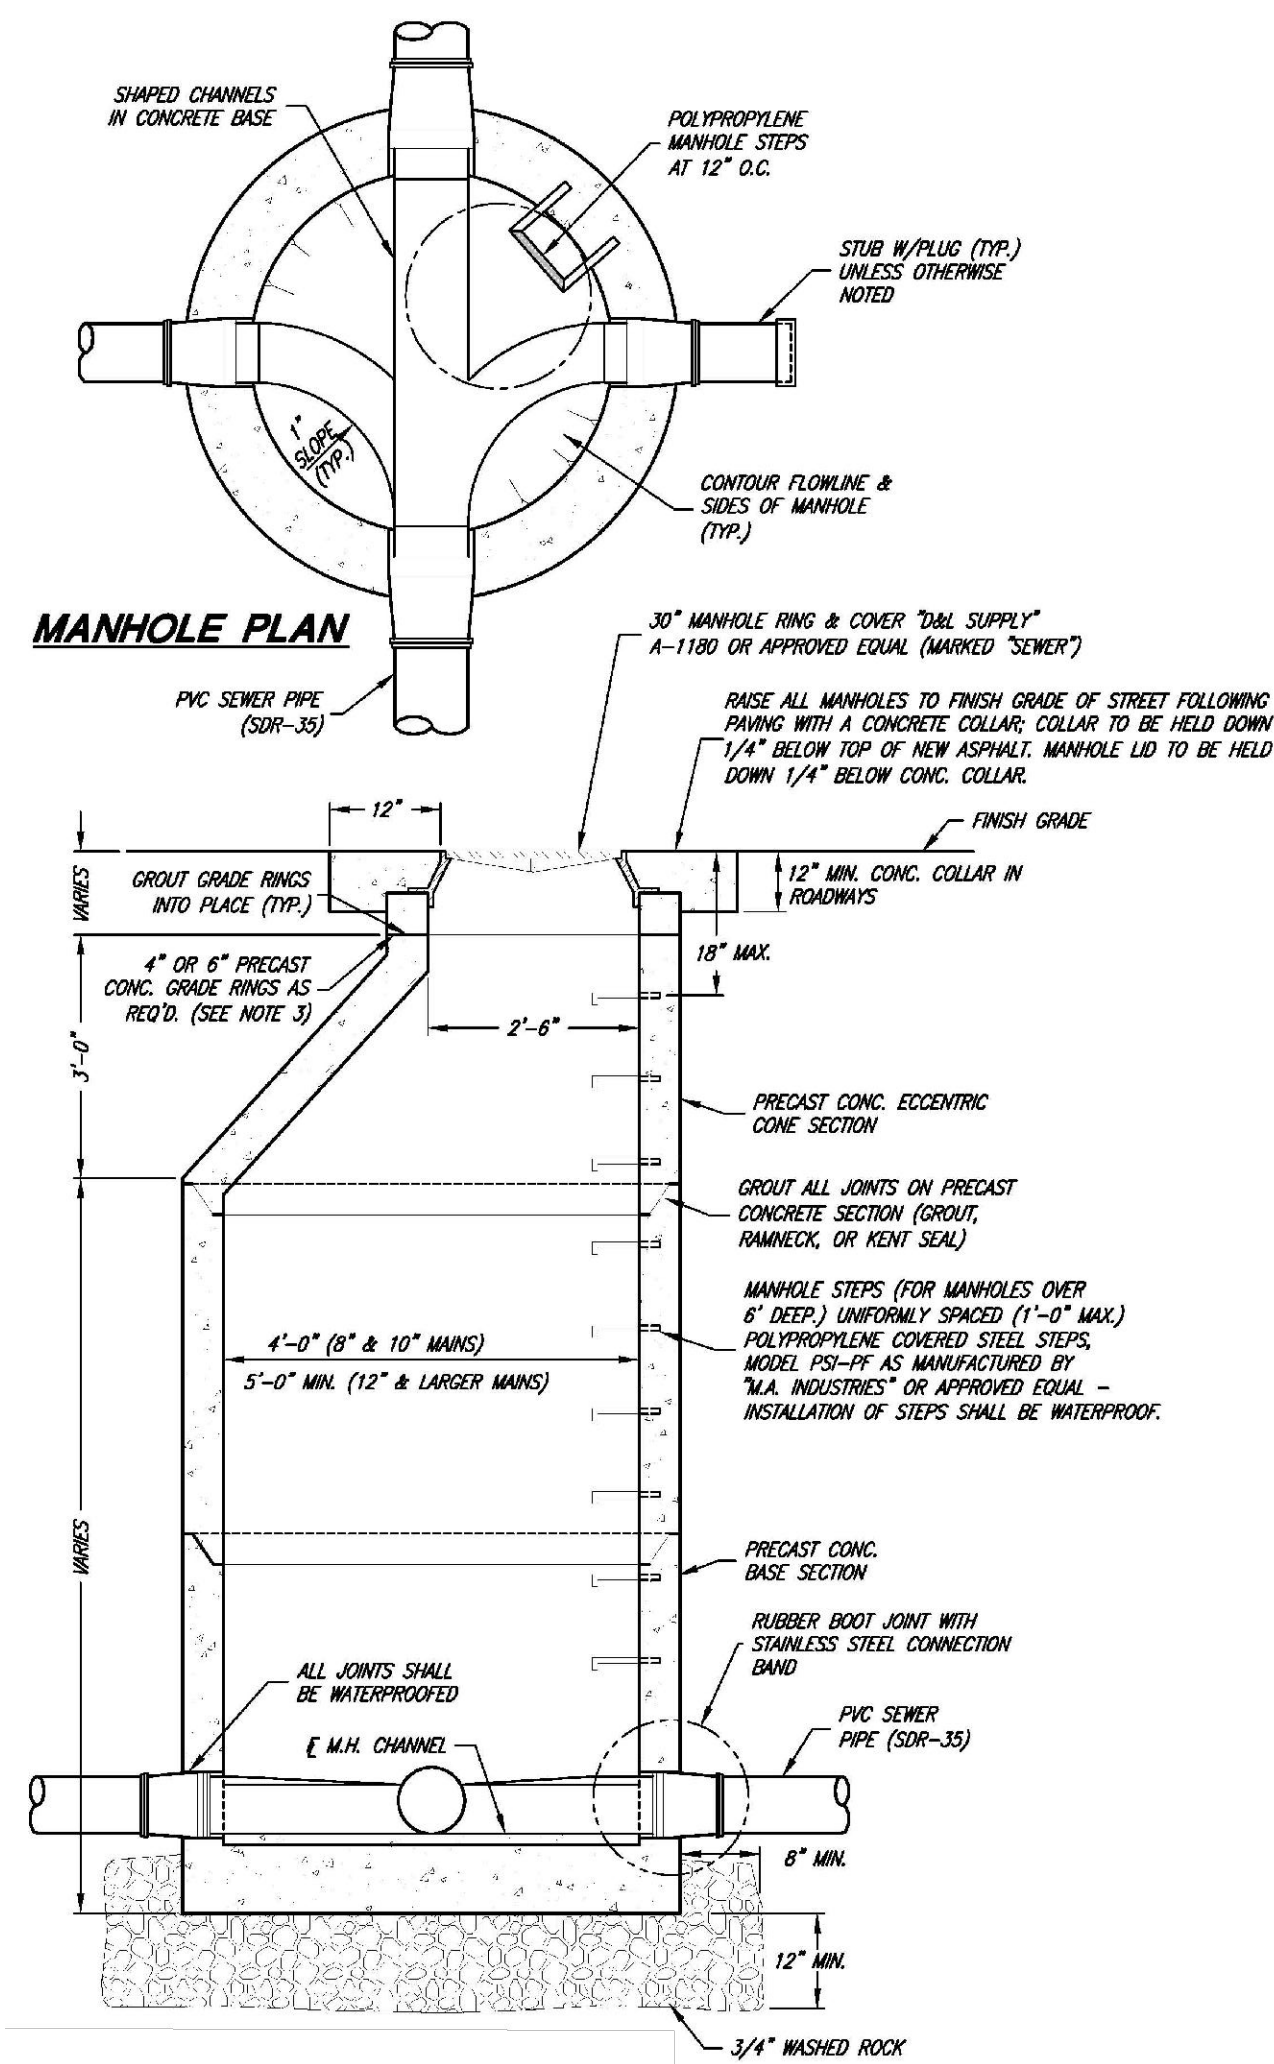 SHAPED CHANNELS
IN CONCRETE BASE
POLYPROPYLENE
MANHOLE STEPS
AT 12" O.C.
STUB W/PLUG (TYP.)
UNLESS OTHERWISE
NOTED
1"
SLOPE
(TYP.)
CONTOUR FLOWLINE &
SIDES OF MANHOLE
(TYP.)
MANHOLE PLAN
PVC SEWER PIPE
(SDR-35)
30" MANHOLE RING & COVER "D&L SUPPLY"
A-1180 OR APPROVED EQUAL (MARKED "SEWER")
RAISE ALL MANHOLES TO FINISH GRADE OF STREET FOLLOWING
PAVING WITH A CONCRETE COLLAR; COLLAR TO BE HELD DOWN
1/4" BELOW TOP OF NEW ASPHALT. MANHOLE LID TO BE HELD
DOWN 1/4" BELOW CONC. COLLAR.
12"
FINISH GRADE
VARIES
GROUT GRADE RINGS
INTO PLACE (TYP.)
12" MIN. CONC. COLLAR IN
ROADWAYS
18" MAX.
4" OR 6" PRECAST
CONC. GRADE RINGS AS
REQ'D. (SEE NOTE 3)
2'-6"
3'-0"
PRECAST CONC. ECCENTRIC
CONE SECTION
GROUT ALL JOINTS ON PRECAST
CONCRETE SECTION (GROUT,
RAMNECK, OR KENT SEAL)
MANHOLE STEPS (FOR MANHOLES OVER
6' DEEP.) UNIFORMLY SPACED (1'-0" MAX.)
POLYPROPYLENE COVERED STEEL STEPS,
MODEL PSI-PF AS MANUFACTURED BY
"M.A. INDUSTRIES" OR APPROVED EQUAL -
INSTALLATION OF STEPS SHALL BE WATERPROOF.
4'-0" (8" & 10" MAINS)
5'-0" MIN. (12" & LARGER MAINS)
VARIES
PRECAST CONC.
BASE SECTION
RUBBER BOOT JOINT WITH
STAINLESS STEEL CONNECTION
BAND
ALL JOINTS SHALL
BE WATERPROOFED
℄ M.H. CHANNEL
PVC SEWER
PIPE (SDR-35)
8" MIN.
12" MIN.
3/4" WASHED ROCK